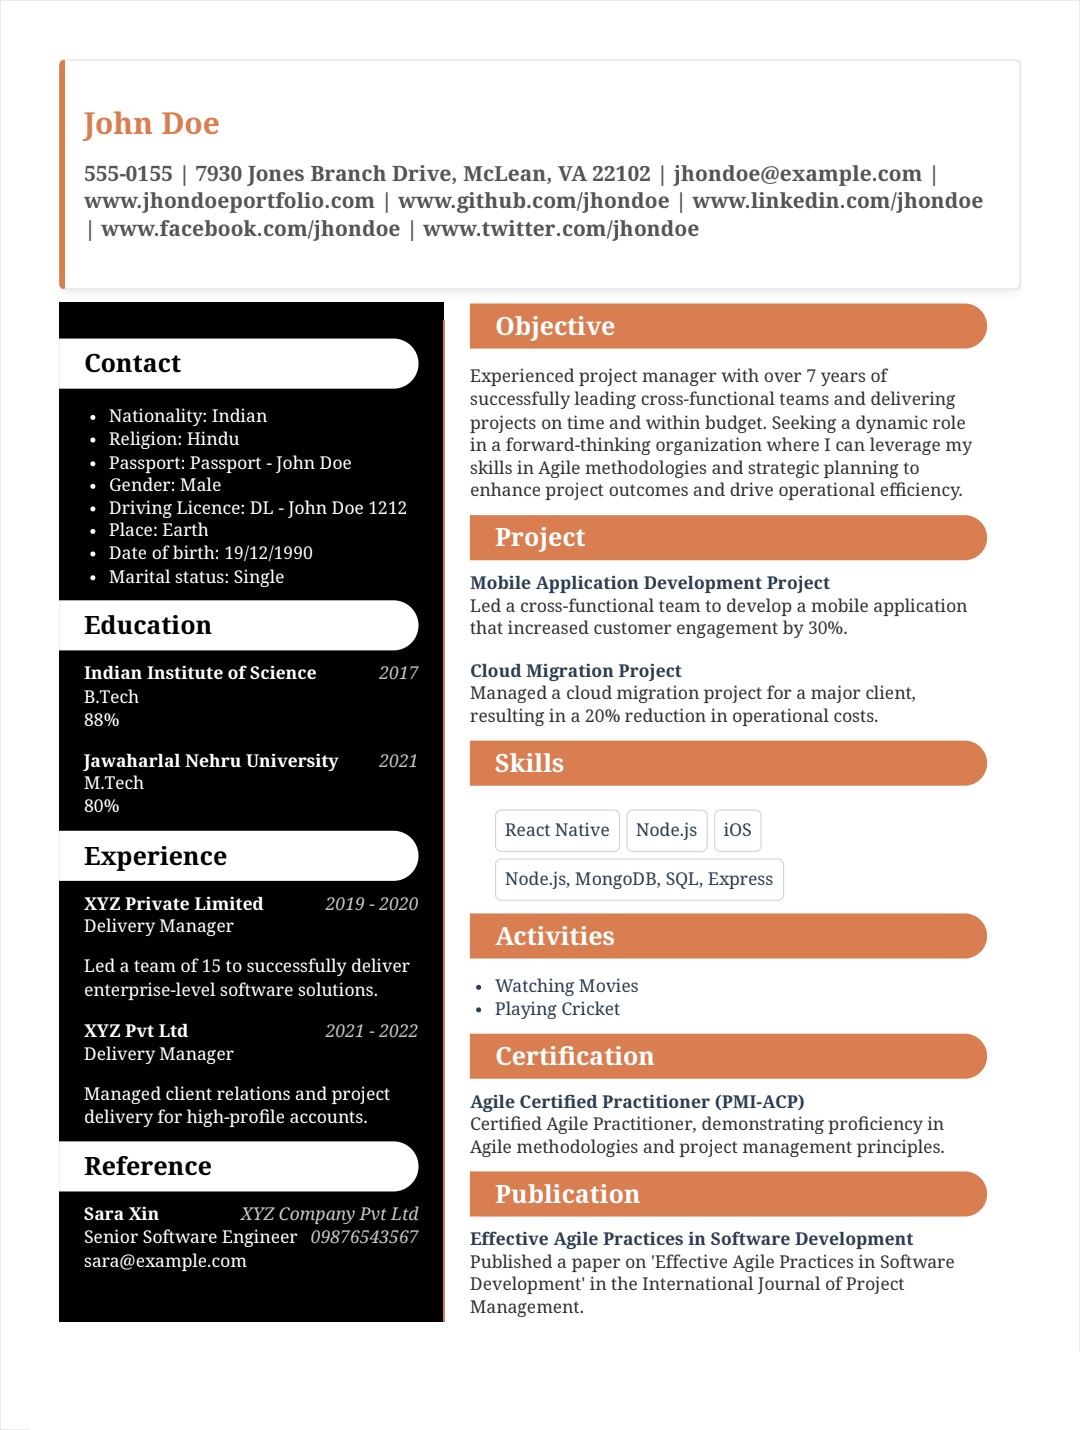 John Doe
555-0155 | 7930 Jones Branch Drive, McLean, VA 22102 | jhondoe@example.com |
www.jhondoeportfolio.com | www.github.com/jhondoe | www.linkedin.com/jhondoe
| www.facebook.com/jhondoe | www.twitter.com/jhondoe
Contact
• Nationality: Indian
• Religion: Hindu
• Passport: Passport - John Doe
• Gender: Male
• Driving Licence: DL - John Doe 1212
• Place: Earth
• Date of birth: 19/12/1990
• Marital status: Single
Education
Indian Institute of Science 2017
B.Tech
88%
Jawaharlal Nehru University 2021
M.Tech
80%
Experience
XYZ Private Limited 2019 - 2020
Delivery Manager
Led a team of 15 to successfully deliver
enterprise-level software solutions.
XYZ Pvt Ltd 2021 - 2022
Delivery Manager
Managed client relations and project
delivery for high-profile accounts.
Reference
Sara Xin XYZ Company Pvt Ltd
Senior Software Engineer 09876543567
sara@example.com
Objective
Experienced project manager with over 7 years of
successfully leading cross-functional teams and delivering
projects on time and within budget. Seeking a dynamic role
in a forward-thinking organization where I can leverage my
skills in Agile methodologies and strategic planning to
enhance project outcomes and drive operational efficiency.
Project
Mobile Application Development Project
Led a cross-functional team to develop a mobile application
that increased customer engagement by 30%.
Cloud Migration Project
Managed a cloud migration project for a major client,
resulting in a 20% reduction in operational costs.
Skills
React Native Node.js iOS
Node.js, MongoDB, SQL, Express
Activities
• Watching Movies
• Playing Cricket
Certification
Agile Certified Practitioner (PMI-ACP)
Certified Agile Practitioner, demonstrating proficiency in
Agile methodologies and project management principles.
Publication
Effective Agile Practices in Software Development
Published a paper on 'Effective Agile Practices in Software
Development' in the International Journal of Project
Management.